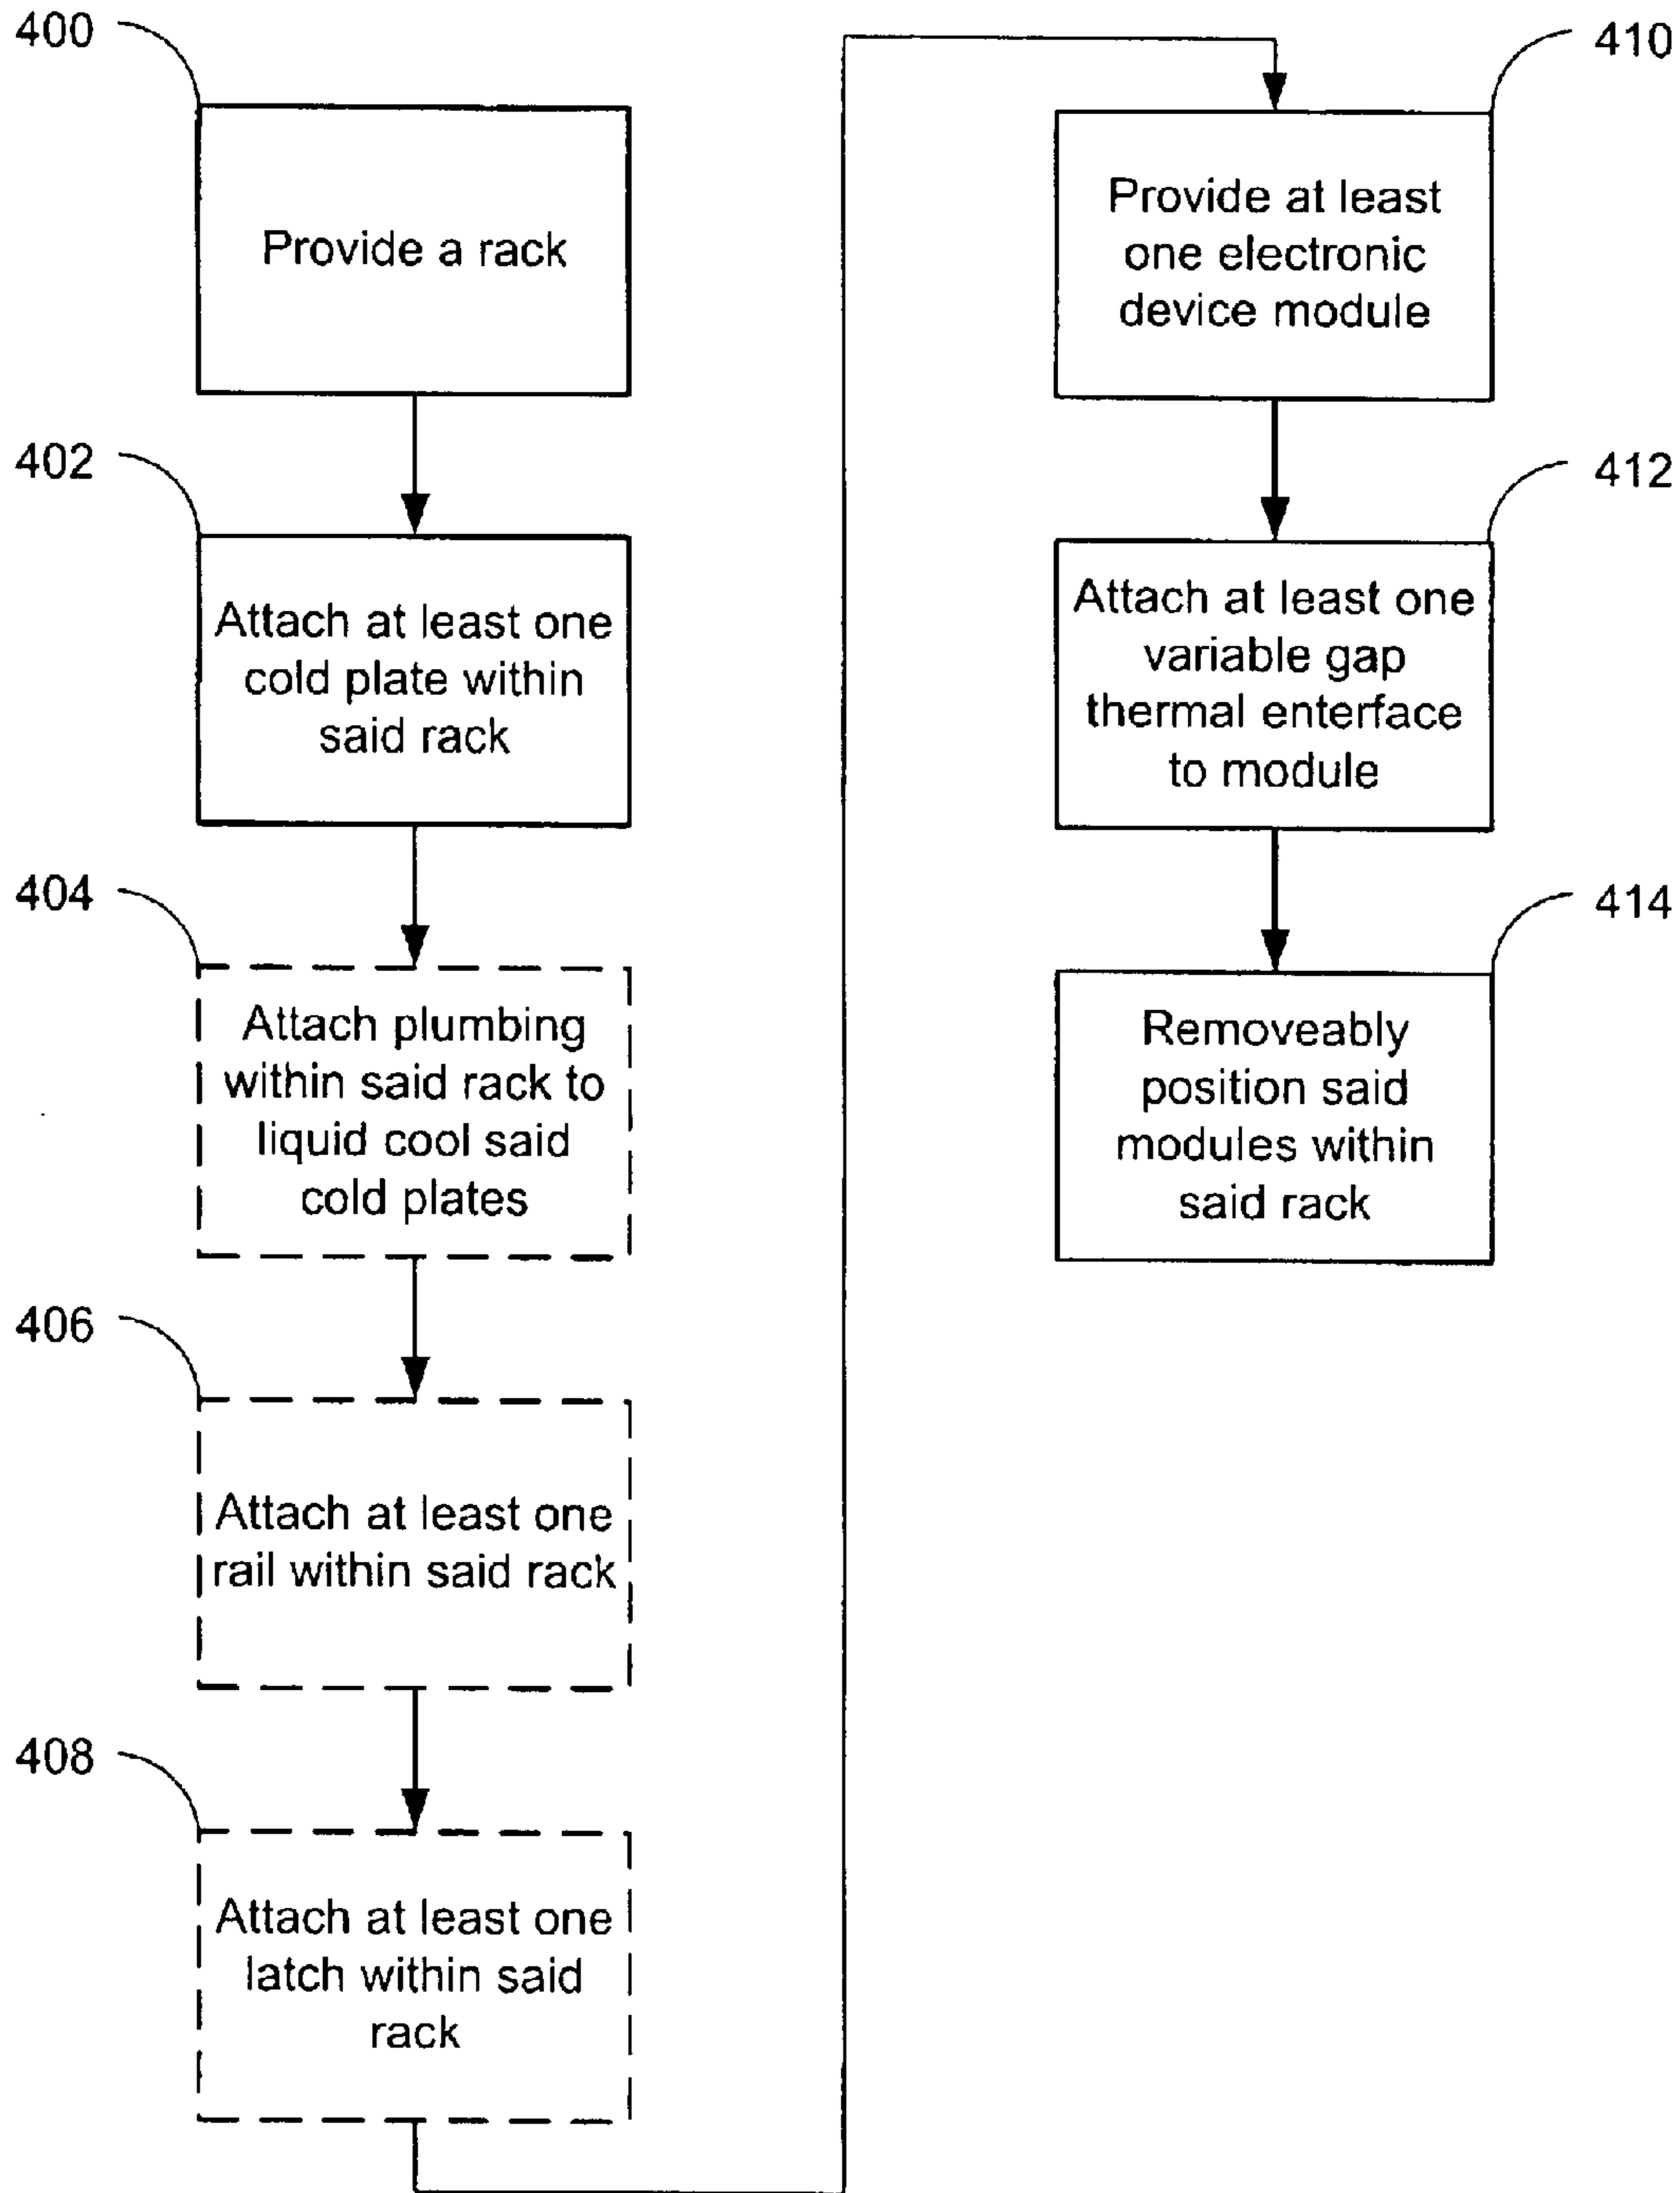 400
Provide a rack
402
Attach at least one
cold plate within
said rack
404
Attach plumbing
within said rack to
liquid cool said
cold plates
406
Attach at least one
rail within said rack
408
Attach at least one
latch within said
rack
410
Provide at least
one electronic
device module
412
Attach at least one
variable gap
thermal enterface
to module
414
Removeably
position said
modules within
said rack